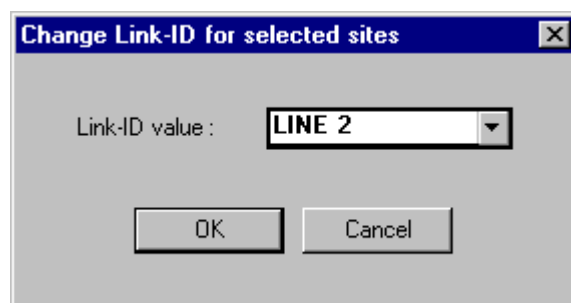 Change Link-ID for selected sites
Link-ID value : LINE 2
OK Cancel